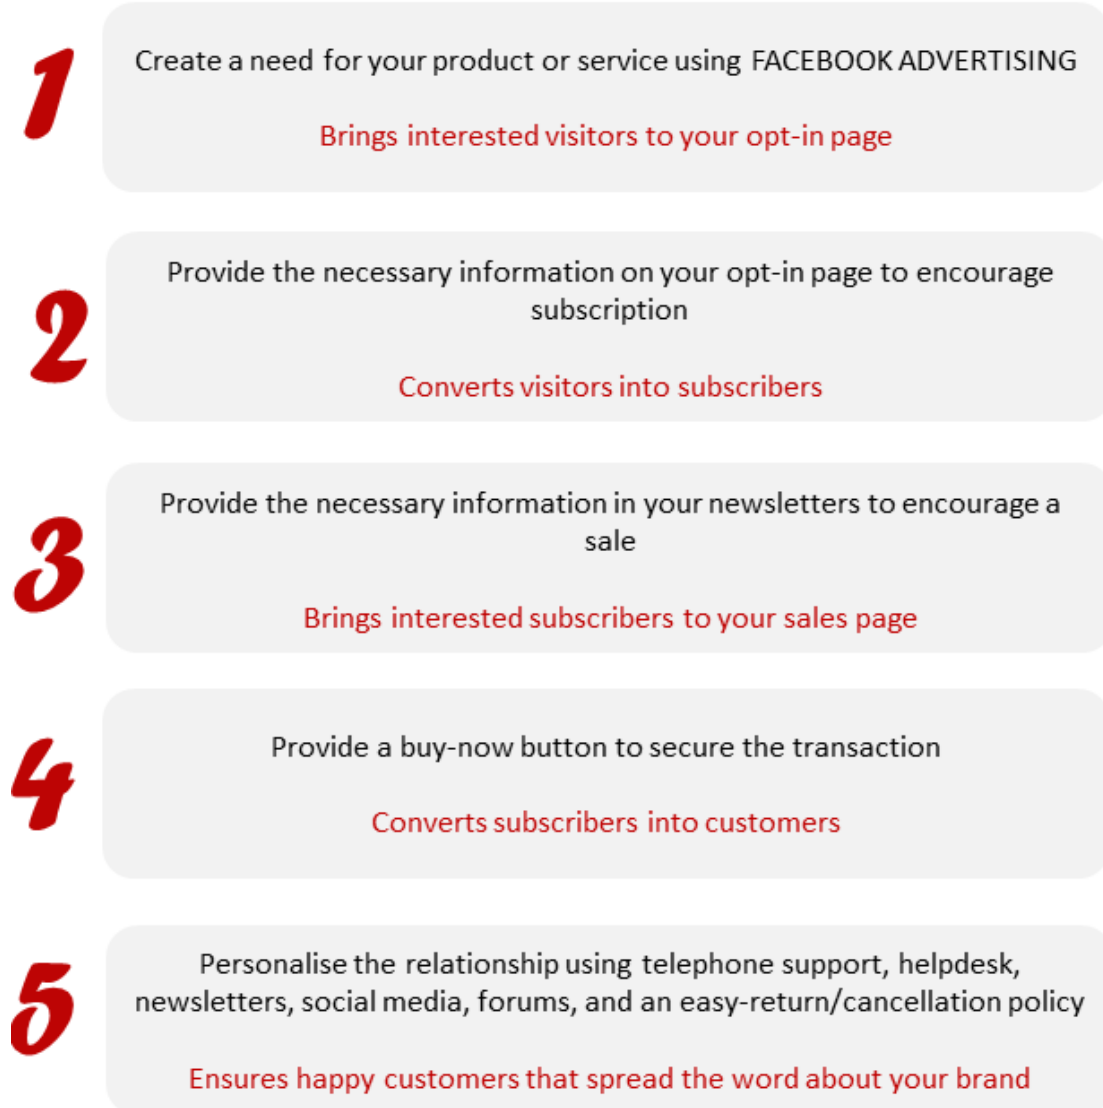 1
Create a need for your product or service using FACEBOOK ADVERTISING
Brings interested visitors to your opt-in page
2
Provide the necessary information on your opt-in page to encourage
subscription
Converts visitors into subscribers
3
Provide the necessary information in your newsletters to encourage a
sale
Brings interested subscribers to your sales page
4
Provide a buy-now button to secure the transaction
Converts subscribers into customers
5
Personalise the relationship using telephone support, helpdesk,
newsletters, social media, forums, and an easy-return/cancellation policy
Ensures happy customers that spread the word about your brand